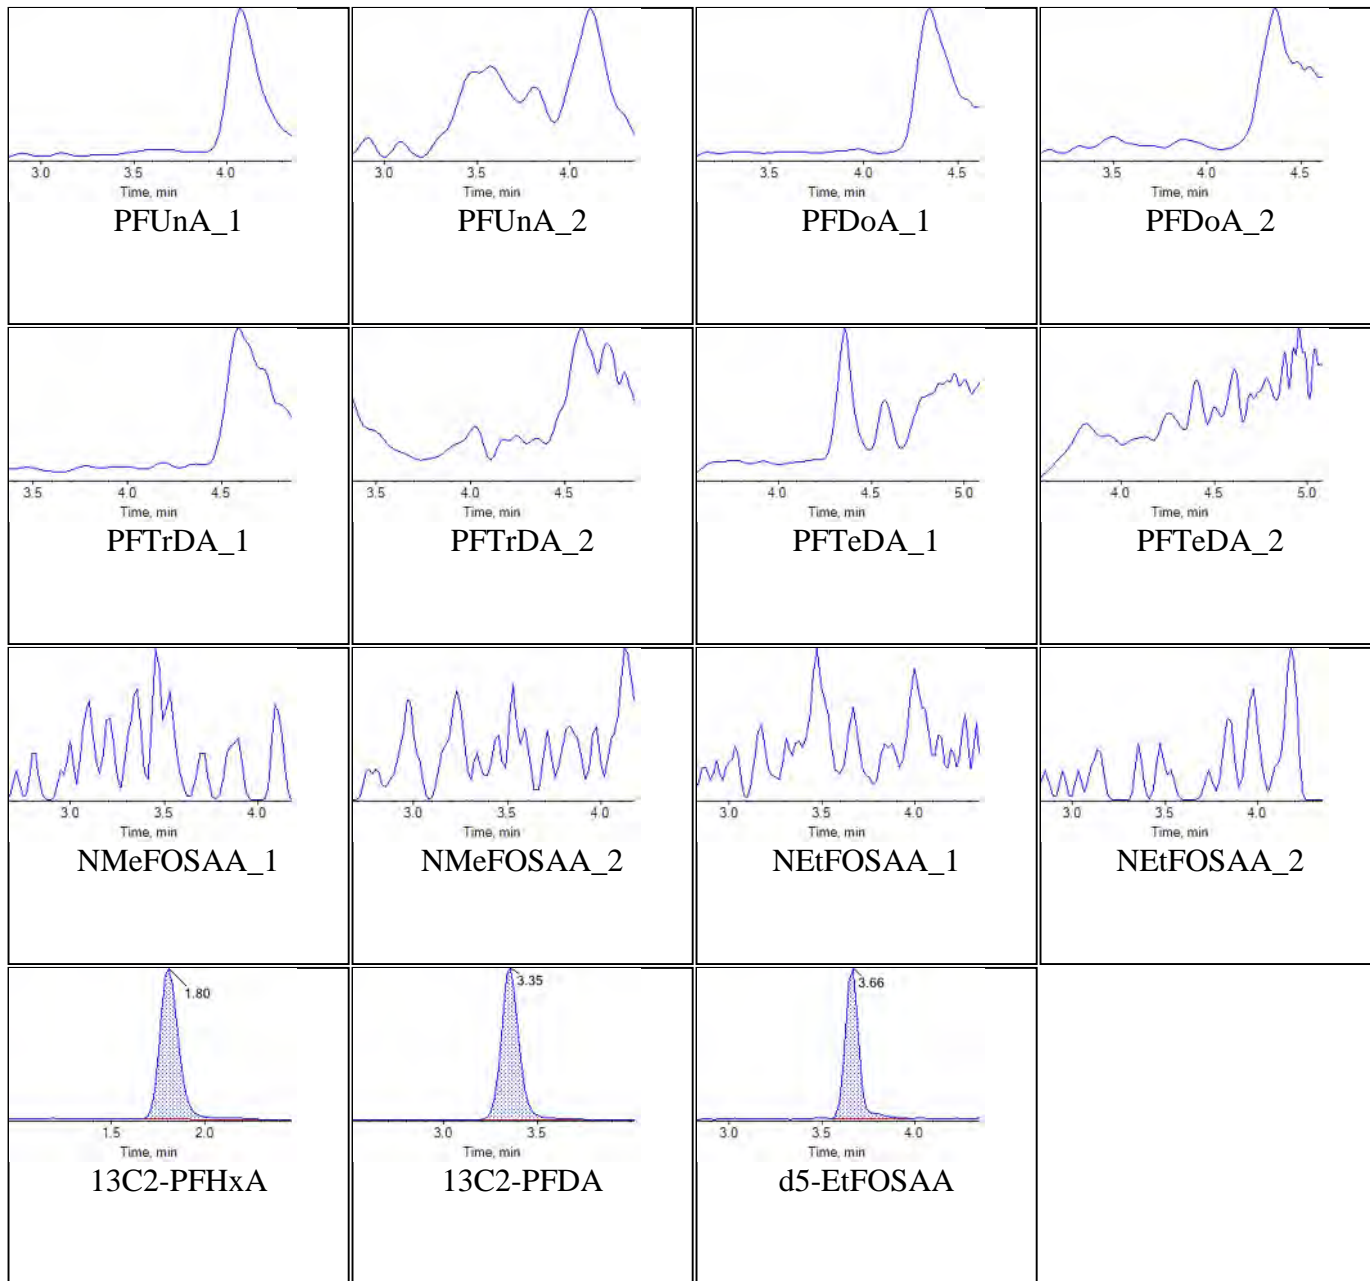 3.0 3.5 4.0
Time, min
PFUnA_1
3.0 3.5 4.0
Time, min
PFUnA_2
3.5 4.0 4.5
Time, min
PFDoA_1
3.5 4.0 4.5
Time, min
PFDoA_2
3.5 4.0 4.5
Time, min
PFTrDA_1
3.5 4.0 4.5
Time, min
PFTrDA_2
4.0 4.5 5.0
Time, min
PFTeDA_1
4.0 4.5 5.0
Time, min
PFTeDA_2
3.0 3.5 4.0
Time, min
NMeFOSAA_1
3.0 3.5 4.0
Time, min
NMeFOSAA_2
3.0 3.5 4.0
Time, min
NEtFOSAA_1
3.0 3.5 4.0
Time, min
NEtFOSAA_2
1.80
1.5 2.0
Time, min
13C2-PFHxA
3.35
3.0 3.5
Time, min
13C2-PFDA
3.66
3.0 3.5 4.0
Time, min
d5-EtFOSAA